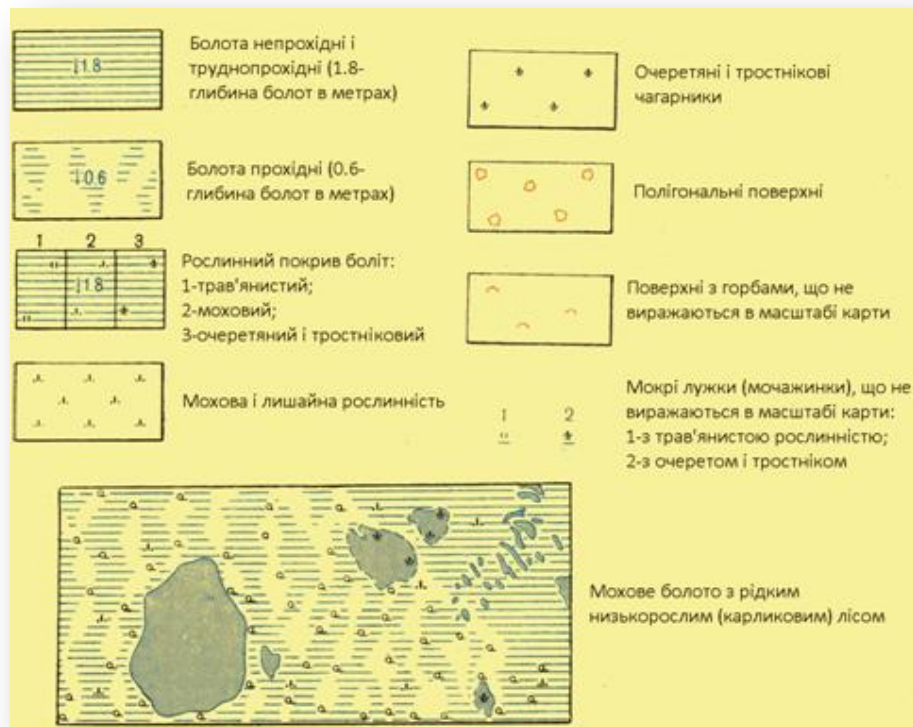 ↓1.8
Болота непрохідні і
труднопрохідні (1.8-
глибина болот в метрах)
↓0.6
Болота прохідні (0.6-
глибина болот в метрах)
1 2 3
↓1.8
Рослинний покрив боліт:
1-трав'янистий;
2-моховий;
3-очеретяний і тростніковий
Мохова і лишайна рослинність
Очеретяні і тростнікові
чагарники
Полігональні поверхні
Поверхні з горбами, що не
виражаються в масштабі карти
1 2
Мокрі лужки (мочажинки), що не
виражаються в масштабі карти:
1-з трав'янистою рослинністю;
2-з очеретом і тростніком
Мохове болото з рідким
низькорослим (карликовим) лісом